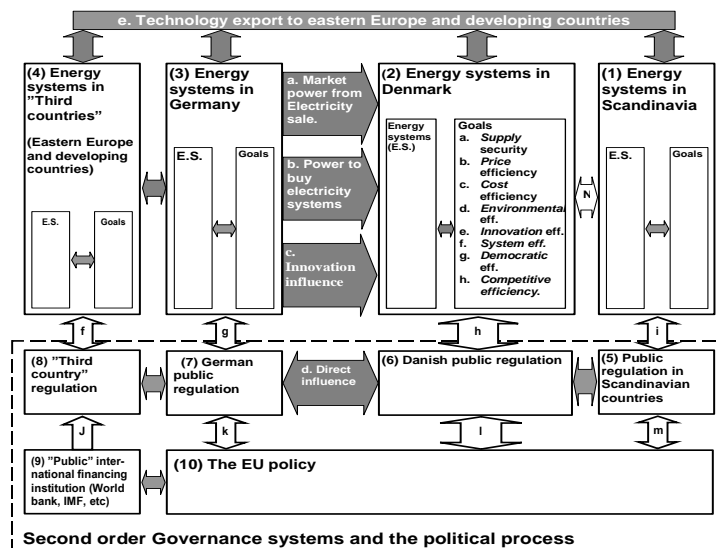 e. Technology export to eastern Europe and developing countries
(4) Energy
systems in
”Third
countries”
(Eastern Europe
and developing
countries)
E.S.
Goals
(3) Energy
systems in
Germany
E.S.
Goals
a. Market
power from
Electricity
sale.
b. Power to
buy
electricity
systems
c.
Innovation
influence
(2) Energy systems in
Denmark
Energy
systems
(E.S.)
Goals
a. Supply
security
b. Price
efficiency
c. Cost
efficiency
d. Environmental
eff.
e. Innovation eff.
f. System eff.
g. Democratic
eff.
h. Competitive
efficiency.
N
(1) Energy
systems in
Scandinavia
E.S.
Goals
f
g
h
i
(8) ”Third
country”
regulation
(7) German
public
regulation
d. Direct
influence
(6) Danish public regulation
(5) Public
regulation in
Scandinavian
countries
J
k
l
m
(9) ”Public” inter-
national financing
institution (World
bank, IMF, etc)
(10) The EU policy
Second order Governance systems and the political process